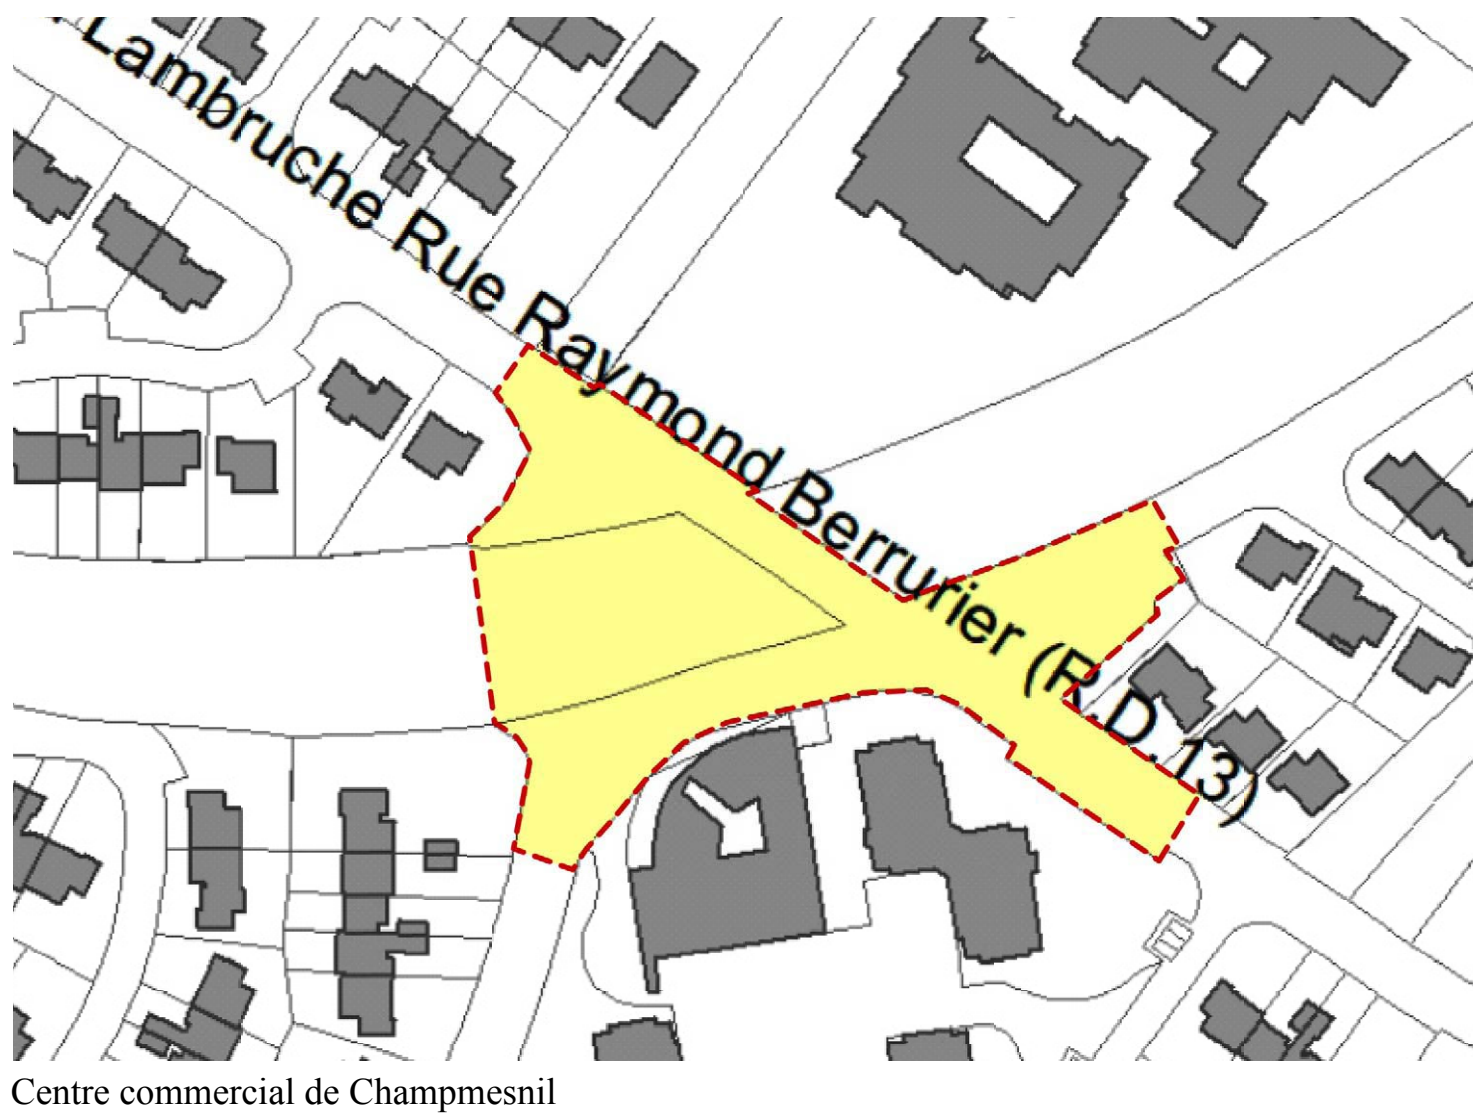 Lambruche Rue Raymond Berrurier (R.D.13)
Centre commercial de Champmesnil